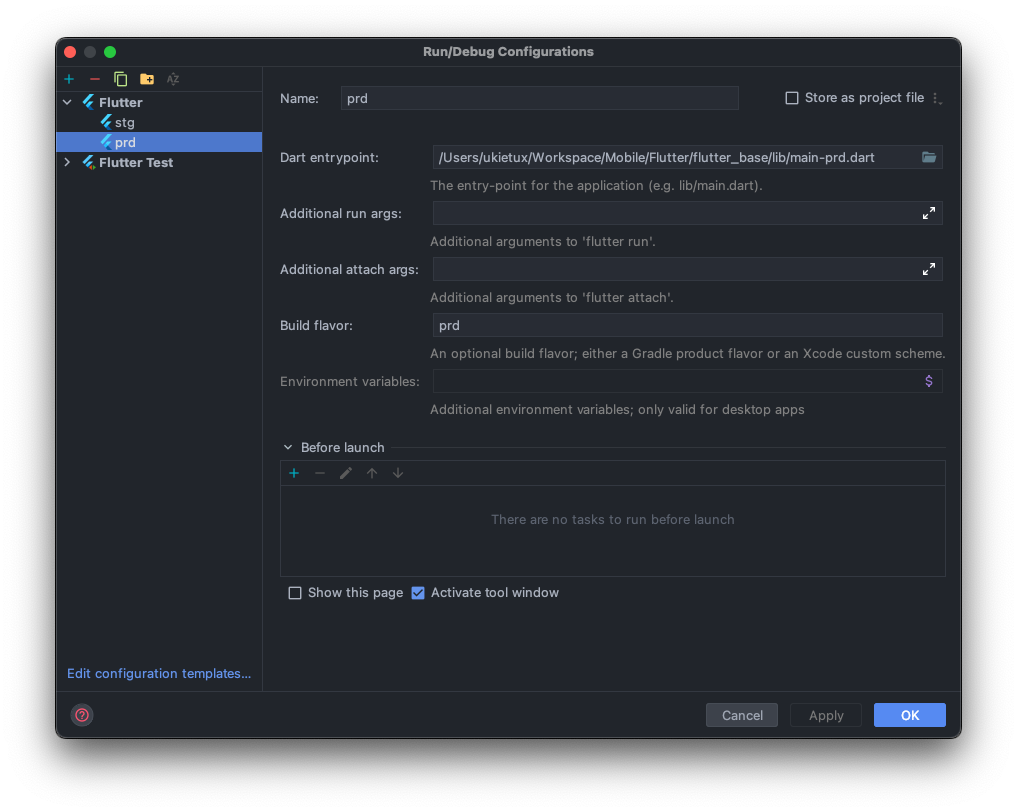 Run/Debug Configurations
Flutter
stg
prd
Flutter Test
Edit configuration templates...
Name: prd
Store as project file
Dart entrypoint: /Users/ukietux/Workspace/Mobile/Flutter/flutter_base/lib/main-prd.dart
The entry-point for the application (e.g. lib/main.dart).
Additional run args:
Additional arguments to 'flutter run'.
Additional attach args:
Additional arguments to 'flutter attach'.
Build flavor: prd
An optional build flavor; either a Gradle product flavor or an Xcode custom scheme.
Environment variables: $
Additional environment variables; only valid for desktop apps
Before launch
There are no tasks to run before launch
Show this page Activate tool window
? Cancel Apply OK